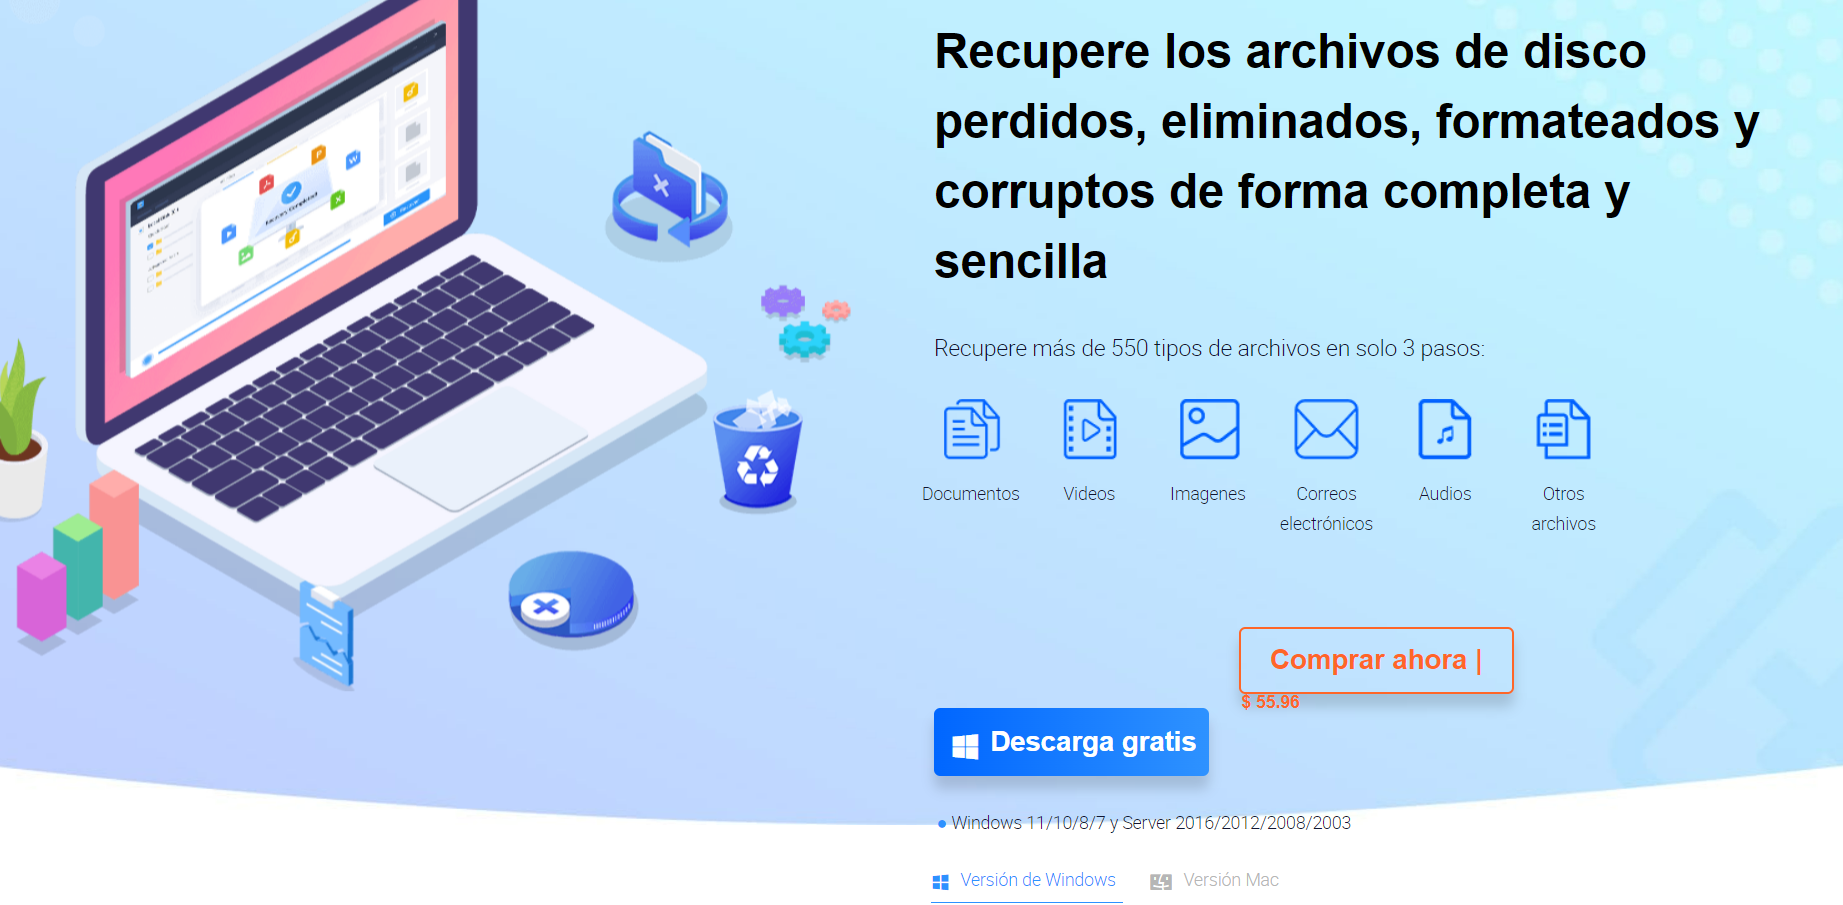 Recupere los archivos de disco
perdidos, eliminados, formateados y
corruptos de forma completa y
sencilla
Recupere más de 550 tipos de archivos en solo 3 pasos:
Documentos
Videos
Imagenes
Correos
electrónicos
Audios
Otros
archivos
Comprar ahora |
$ 55.96
Descarga gratis
Windows 11/10/8/7 y Server 2016/2012/2008/2003
Versión de Windows
Versión Mac